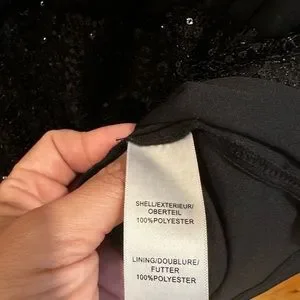 SHELL/EXTERIEUR/
OBERTEIL
100%POLYESTER
LINING/DOUBLURE/
FUTTER
100%POLYESTER